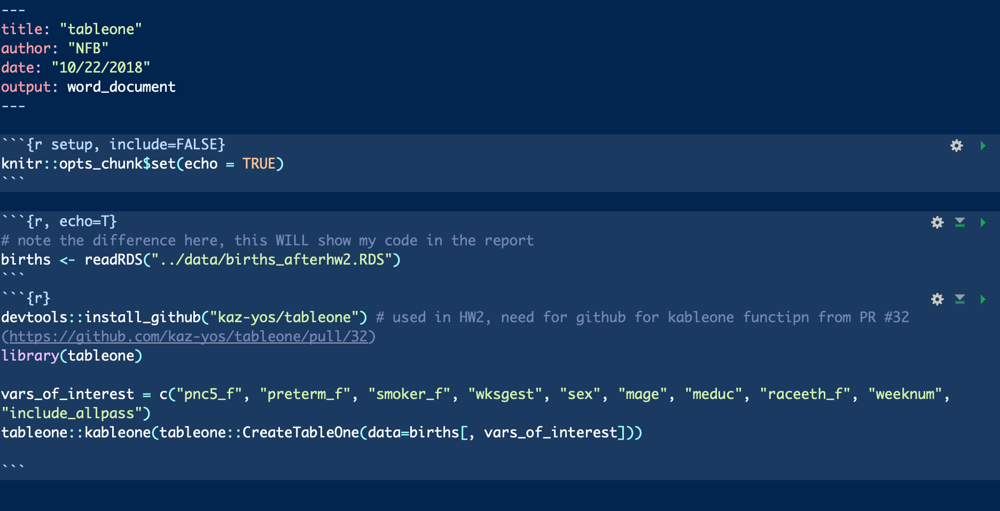 ---
title: "tableone"
author: "NFB"
date: "10/22/2018"
output: word_document
---
```{r setup, include=FALSE}
knitr::opts_chunk$set(echo = TRUE)
```
```{r, echo=T}
# note the difference here, this WILL show my code in the report
births <- readRDS("../data/births_afterhw2.RDS")
```
```{r}
devtools::install_github("kaz-yos/tableone") # used in HW2, need for github for kableone functipn from PR #32
(https://github.com/kaz-yos/tableone/pull/32)
library(tableone)
vars_of_interest = c("pnc5_f", "preterm_f", "smoker_f", "wksgest", "sex", "mage", "meduc", "raceeth_f", "weeknum",
"include_allpass")
tableone::kableone(tableone::CreateTableOne(data=births[, vars_of_interest]))
```